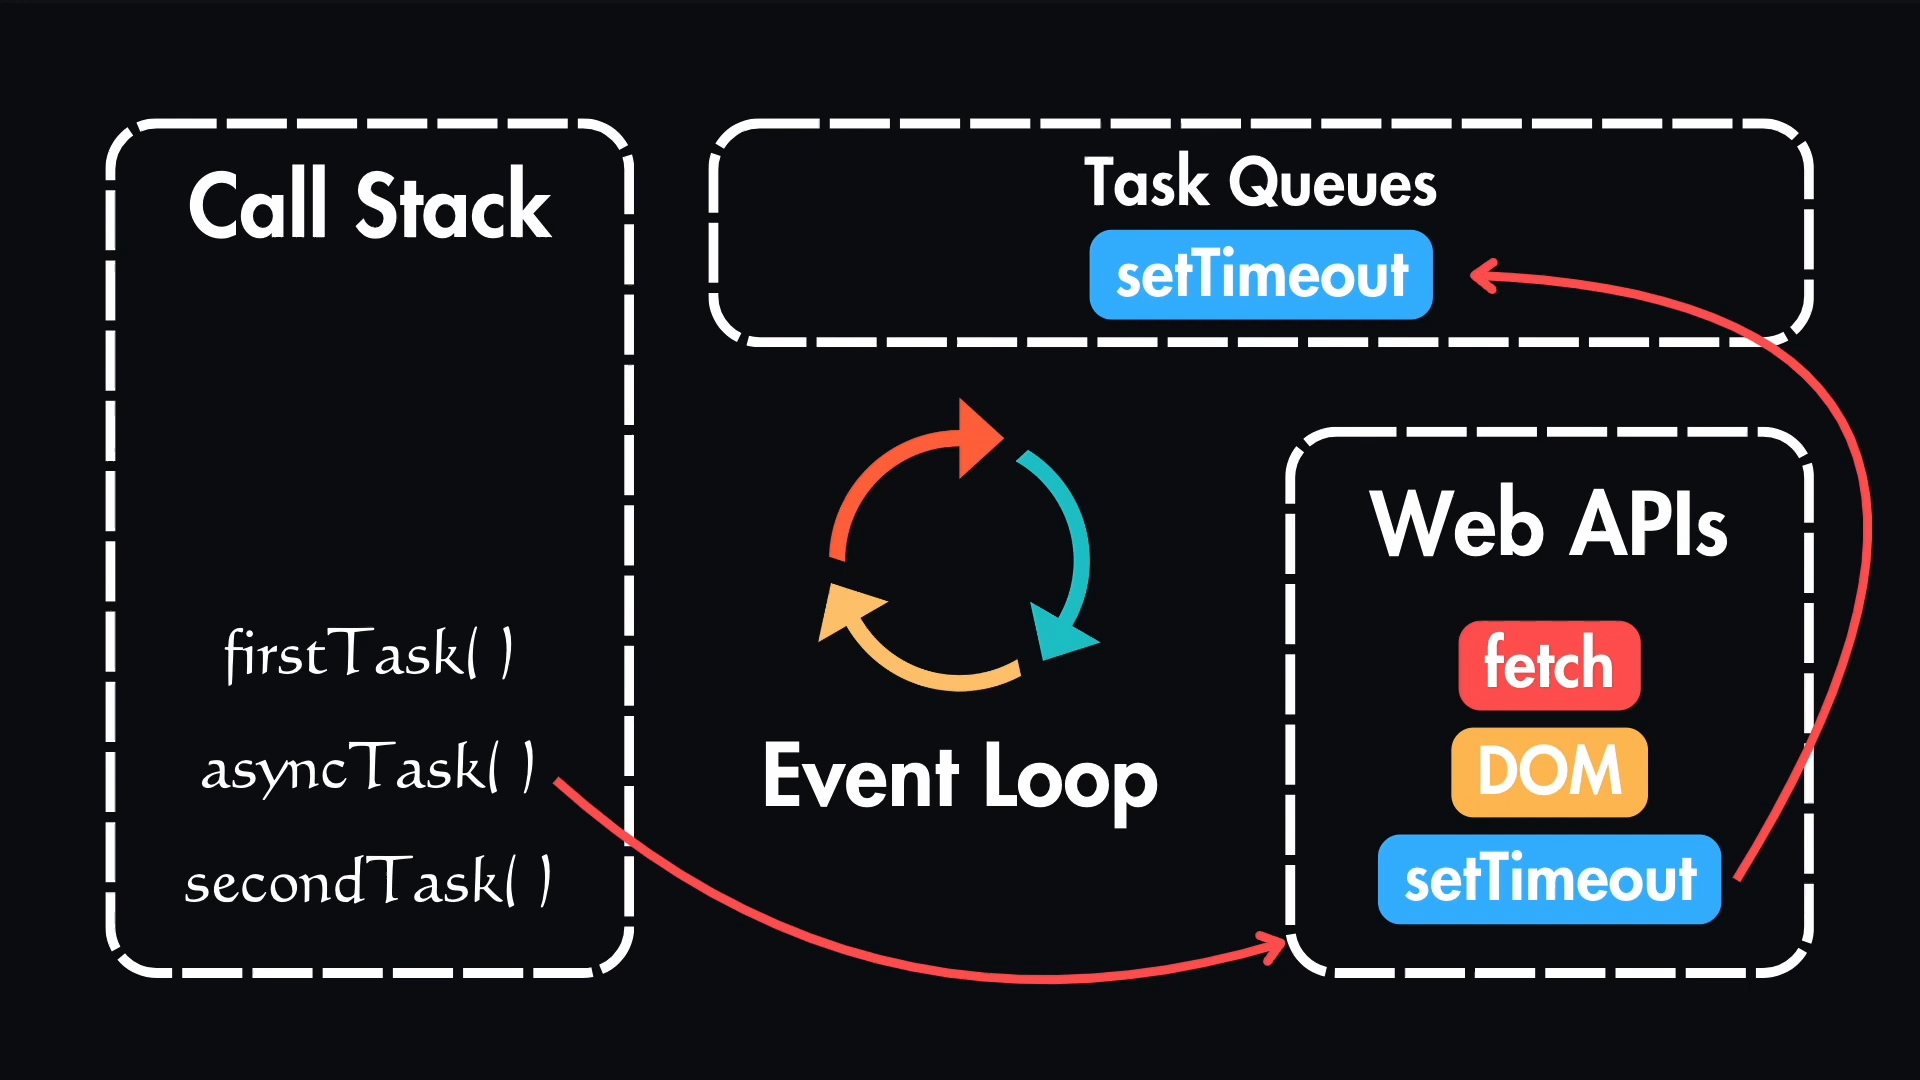 Call Stack
firstTask( )
asyncTask( )
secondTask( )
Task Queues
setTimeout
Event Loop
Web APIs
fetch
DOM
setTimeout